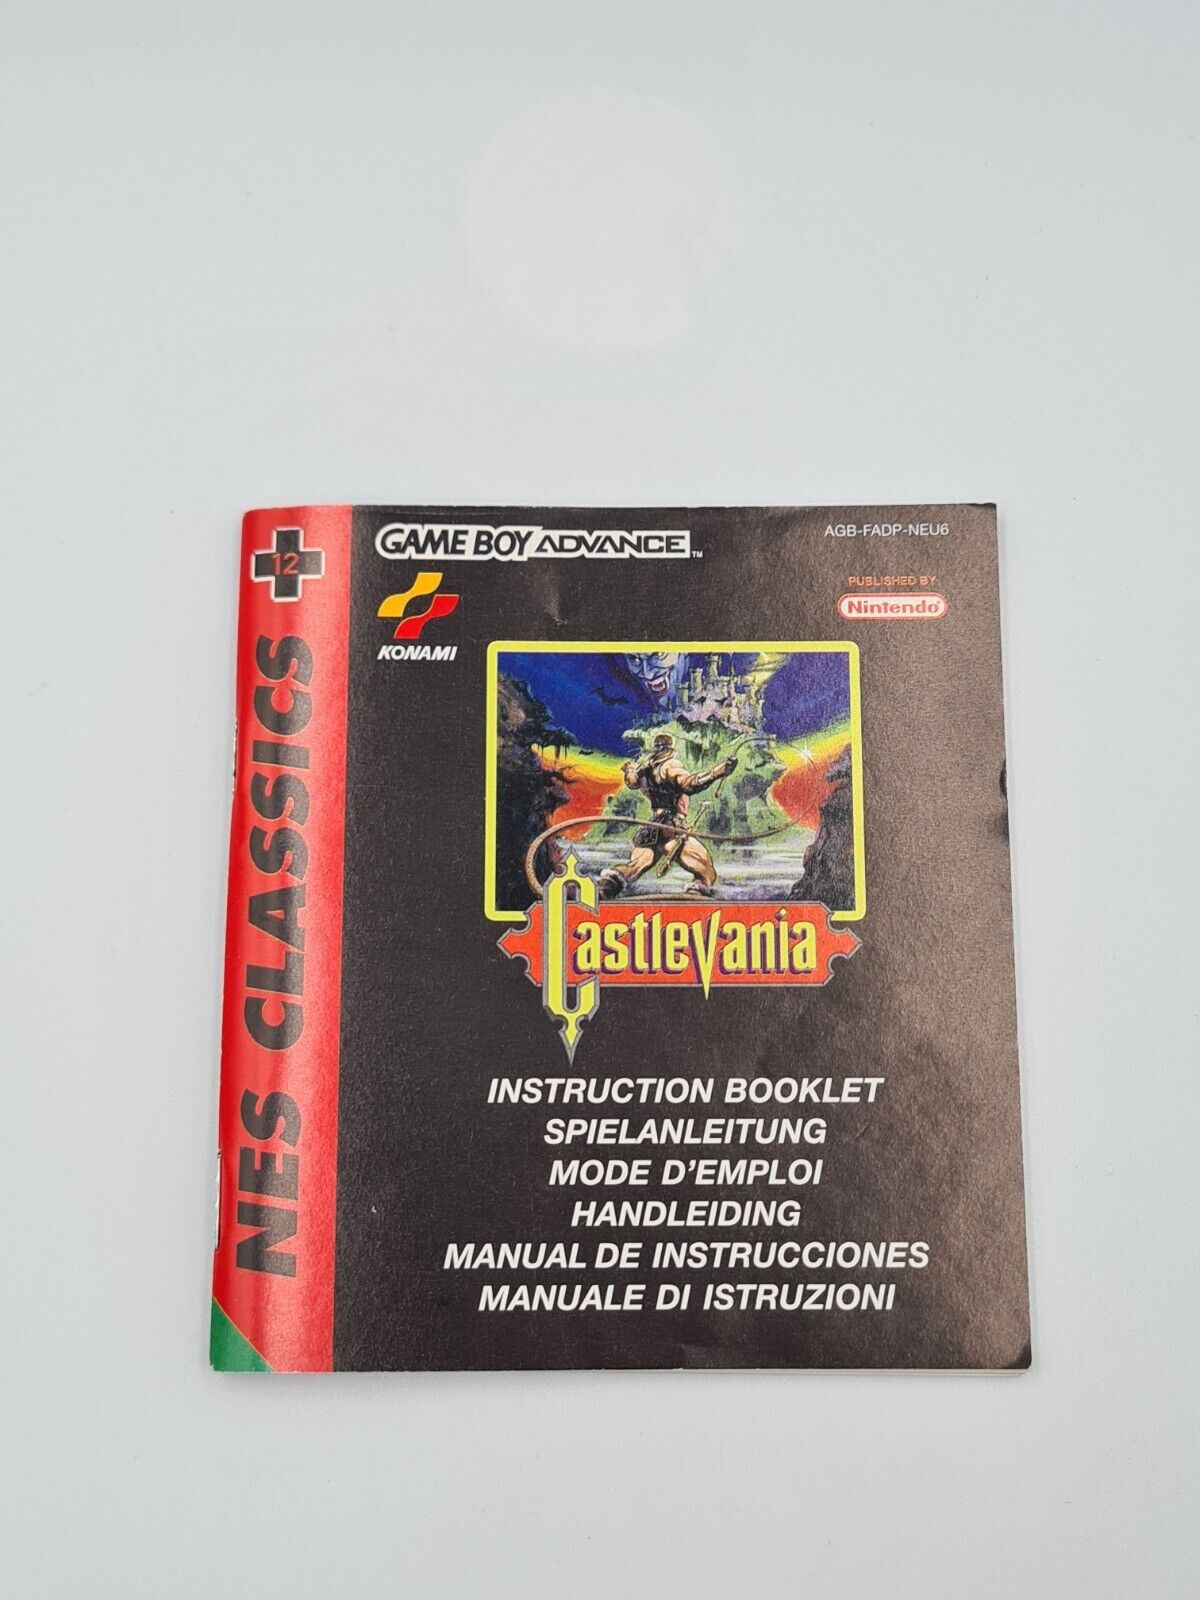 12
NES CLASSICS
GAME BOY ADVANCE™
AGB-FADP-NEU6
KONAMI
PUBLISHED BY
Nintendo®
Castlevania
INSTRUCTION BOOKLET
SPIELANLEITUNG
MODE D'EMPLOI
HANDLEIDING
MANUAL DE INSTRUCCIONES
MANUALE DI ISTRUZIONI